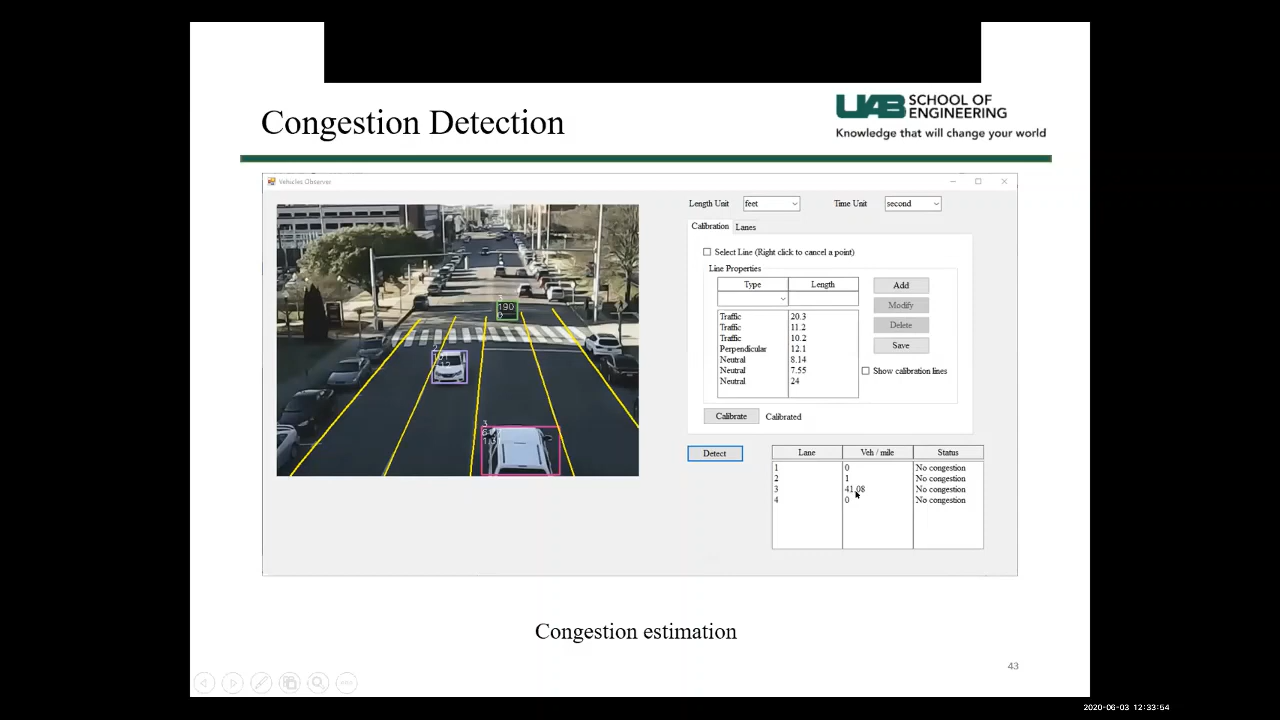 Congestion Detection
UAB SCHOOL OF ENGINEERING
Knowledge that will change your world
Vehicles Observer
Length Unit feet Time Unit second
Calibration Lanes
Select Line (Right click to cancel a point)
Line Properties
Type Length
Add
Modify
Delete
Save
Traffic 20.3
Traffic 11.2
Traffic 10.2
Perpendicular 12.1
Neutral 8.14
Neutral 7.55
Neutral 24
Show calibration lines
Calibrate Calibrated
Detect
Lane Veh / mile Status
1 0 No congestion
2 1 No congestion
3 41.08 No congestion
4 0 No congestion
3
190
0
2
3
Congestion estimation
43
2020-06-03 12:33:54